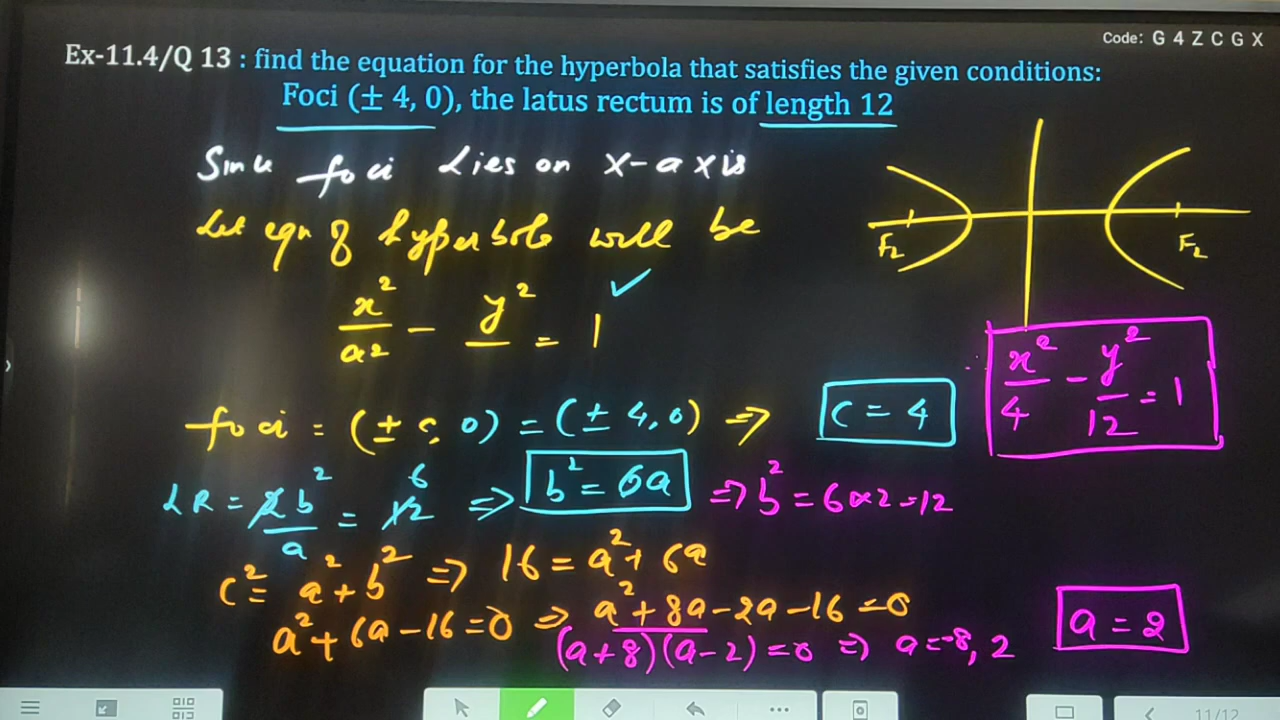 Code: G 4 Z C G X
Ex-11.4/Q 13 : find the equation for the hyperbola that satisfies the given conditions:
Foci (± 4, 0), the latus rectum is of length 12
Since foci Lies on x-axis
Let eqn of hyperbola will be
x²/a² - y²/ = 1 ✓
F₂ F₂
x²/4 - y²/12 = 1
foci = (± c, 0) = (± 4, 0) ⇒ c = 4
LR = 2b²/a = 12 6 ⇒ b² = 6a ⇒ b² = 6×2=12
c² = a² + b² ⇒ 16 = a² + 6a
a² + 6a - 16 = 0 ⇒ a² + 8a - 2a - 16 = 0
(a+8)(a-2) = 0 ⇒ a = -8, 2
a = 2
11/12